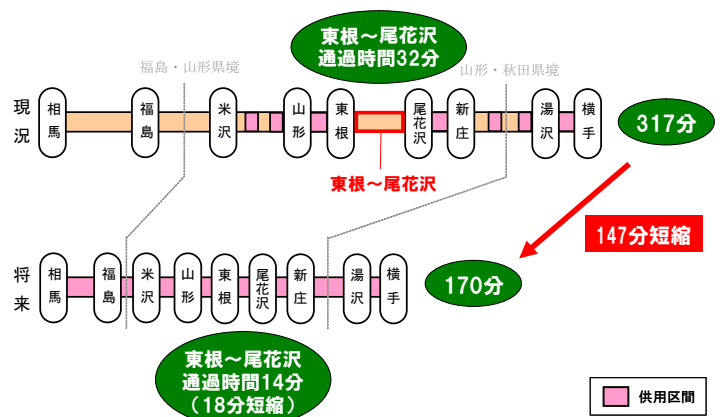 東根～尾花沢
通過時間32分
福島・山形県境
山形・秋田県境
現況
相馬
福島
米沢
山形
東根
尾花沢
新庄
湯沢
横手
317分
東根～尾花沢
147分短縮
将来
相馬
福島
米沢
山形
東根
尾花沢
新庄
湯沢
横手
170分
東根～尾花沢
通過時間14分
（18分短縮）
供用区間